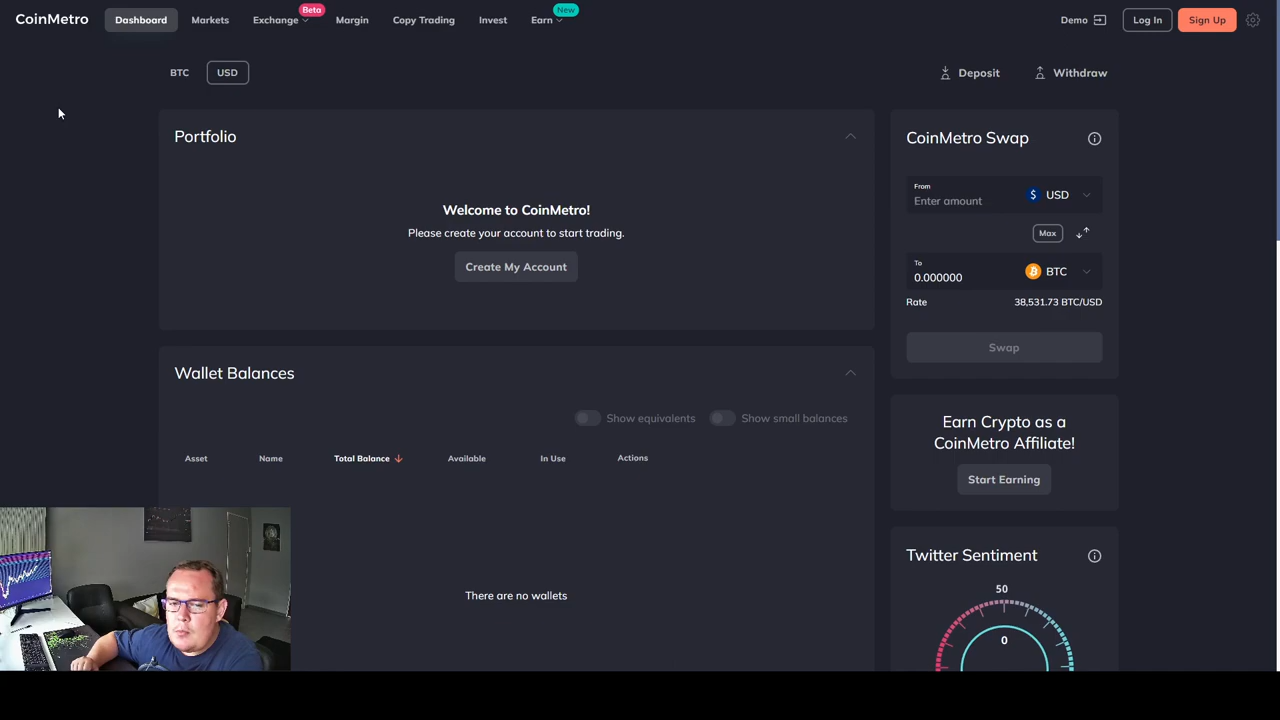 CoinMetro
Dashboard
Markets
Exchange
Beta
Margin
Copy Trading
Invest
Earn
New
Demo
Log In
Sign Up
BTC
USD
Deposit
Withdraw
Portfolio
Welcome to CoinMetro!
Please create your account to start trading.
Create My Account
CoinMetro Swap
From
Enter amount
$ USD
Max
To
0.000000
BTC
Rate
38,531.73 BTC/USD
Swap
Wallet Balances
Show equivalents
Show small balances
Asset
Name
Total Balance
Available
In Use
Actions
There are no wallets
Earn Crypto as a
CoinMetro Affiliate!
Start Earning
Twitter Sentiment
50
0